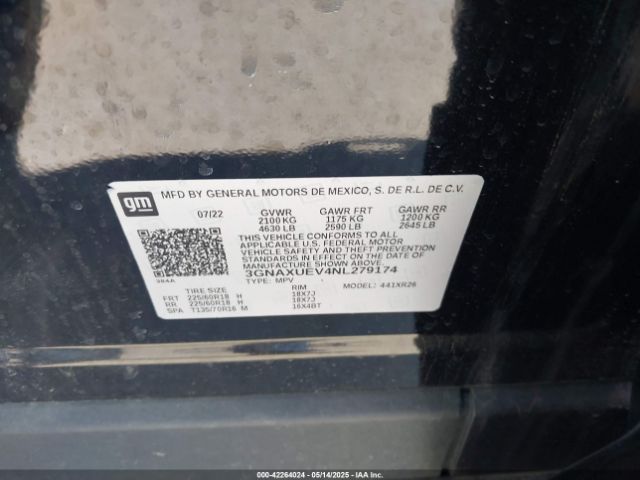 gm
MFD BY GENERAL MOTORS DE MEXICO, S. DE R.L. DE C.V.
07/22 GVWR GAWR FRT GAWR RR
2100 KG 1175 KG 1200 KG
4630 LB 2590 LB 2645 LB
THIS VEHICLE CONFORMS TO ALL
APPLICABLE U.S. FEDERAL MOTOR
VEHICLE SAFETY AND THEFT PREVENTION
STANDARDS IN EFFECT ON THE DATE OF
MANUFACTURE SHOWN ABOVE.
3GNAXUEV4NL279174
TYPE: MPV MODEL: 441XR26
TIRE SIZE RIM
FRT 225/60R18 H 18X7J
RR 225/60R18 H 18X7J
SPA T135/70R16 M 16X4BT
000-42264024 | 05/14/2025 | IAAI.COM